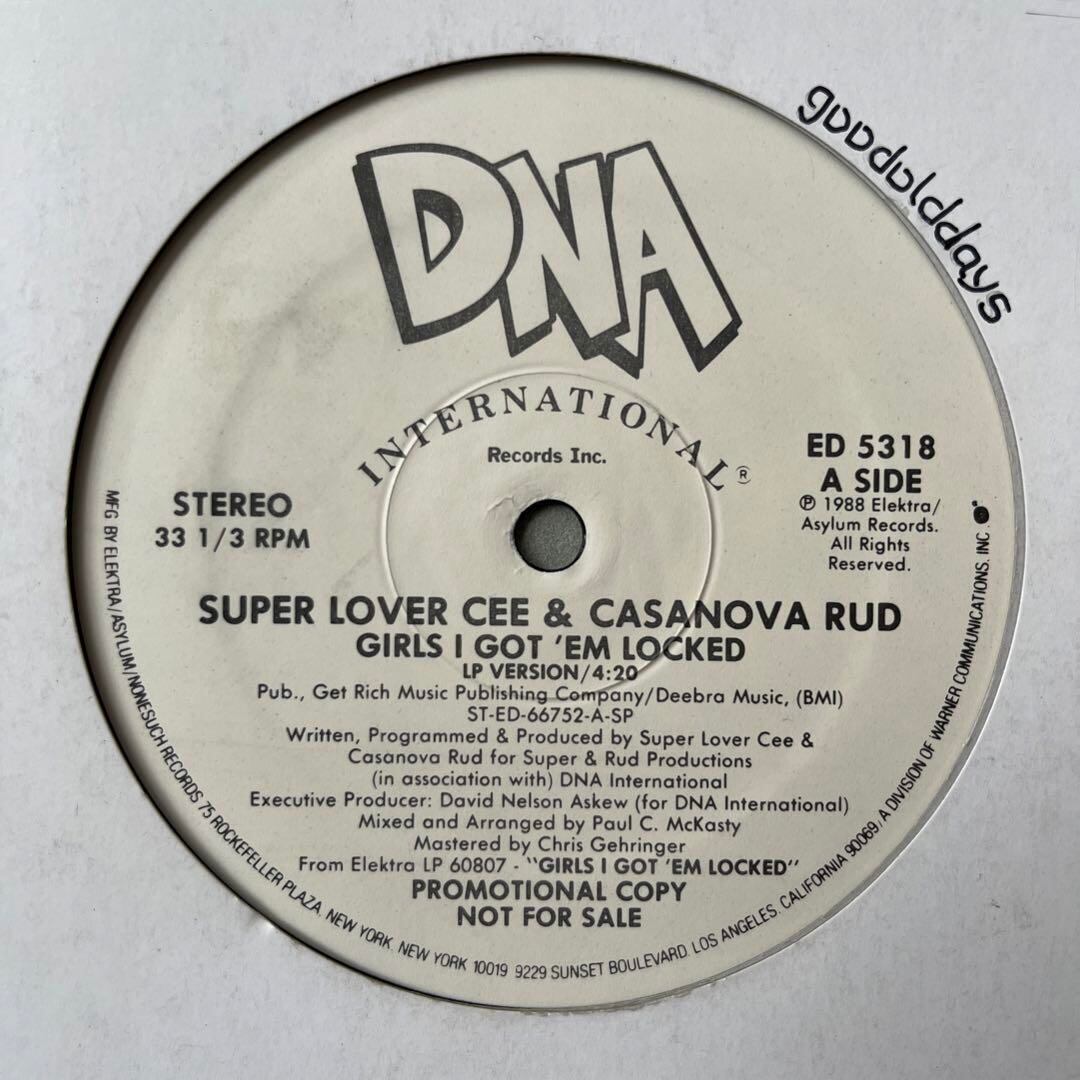 goodolddays
DNA
INTERNATIONAL®
Records Inc.
STEREO
33 1/3 RPM
ED 5318
A SIDE
℗ 1988 Elektra/
Asylum Records.
All Rights
Reserved.
SUPER LOVER CEE & CASANOVA RUD
GIRLS I GOT 'EM LOCKED
LP VERSION/4:20
Pub., Get Rich Music Publishing Company/Deebra Music, (BMI)
ST-ED-66752-A-SP
Written, Programmed & Produced by Super Lover Cee &
Casanova Rud for Super & Rud Productions
(in association with) DNA International
Executive Producer: David Nelson Askew (for DNA International)
Mixed and Arranged by Paul C. McKasty
Mastered by Chris Gehringer
From Elektra LP 60807 - "GIRLS I GOT 'EM LOCKED"
PROMOTIONAL COPY
NOT FOR SALE
MFG BY ELEKTRA/ASYLUM/NONESUCH RECORDS 75 ROCKEFELLER PLAZA, NEW YORK, NEW YORK 10019 9229 SUNSET BOULEVARD, LOS ANGELES, CALIFORNIA 90069, A DIVISION OF WARNER COMMUNICATIONS, INC.